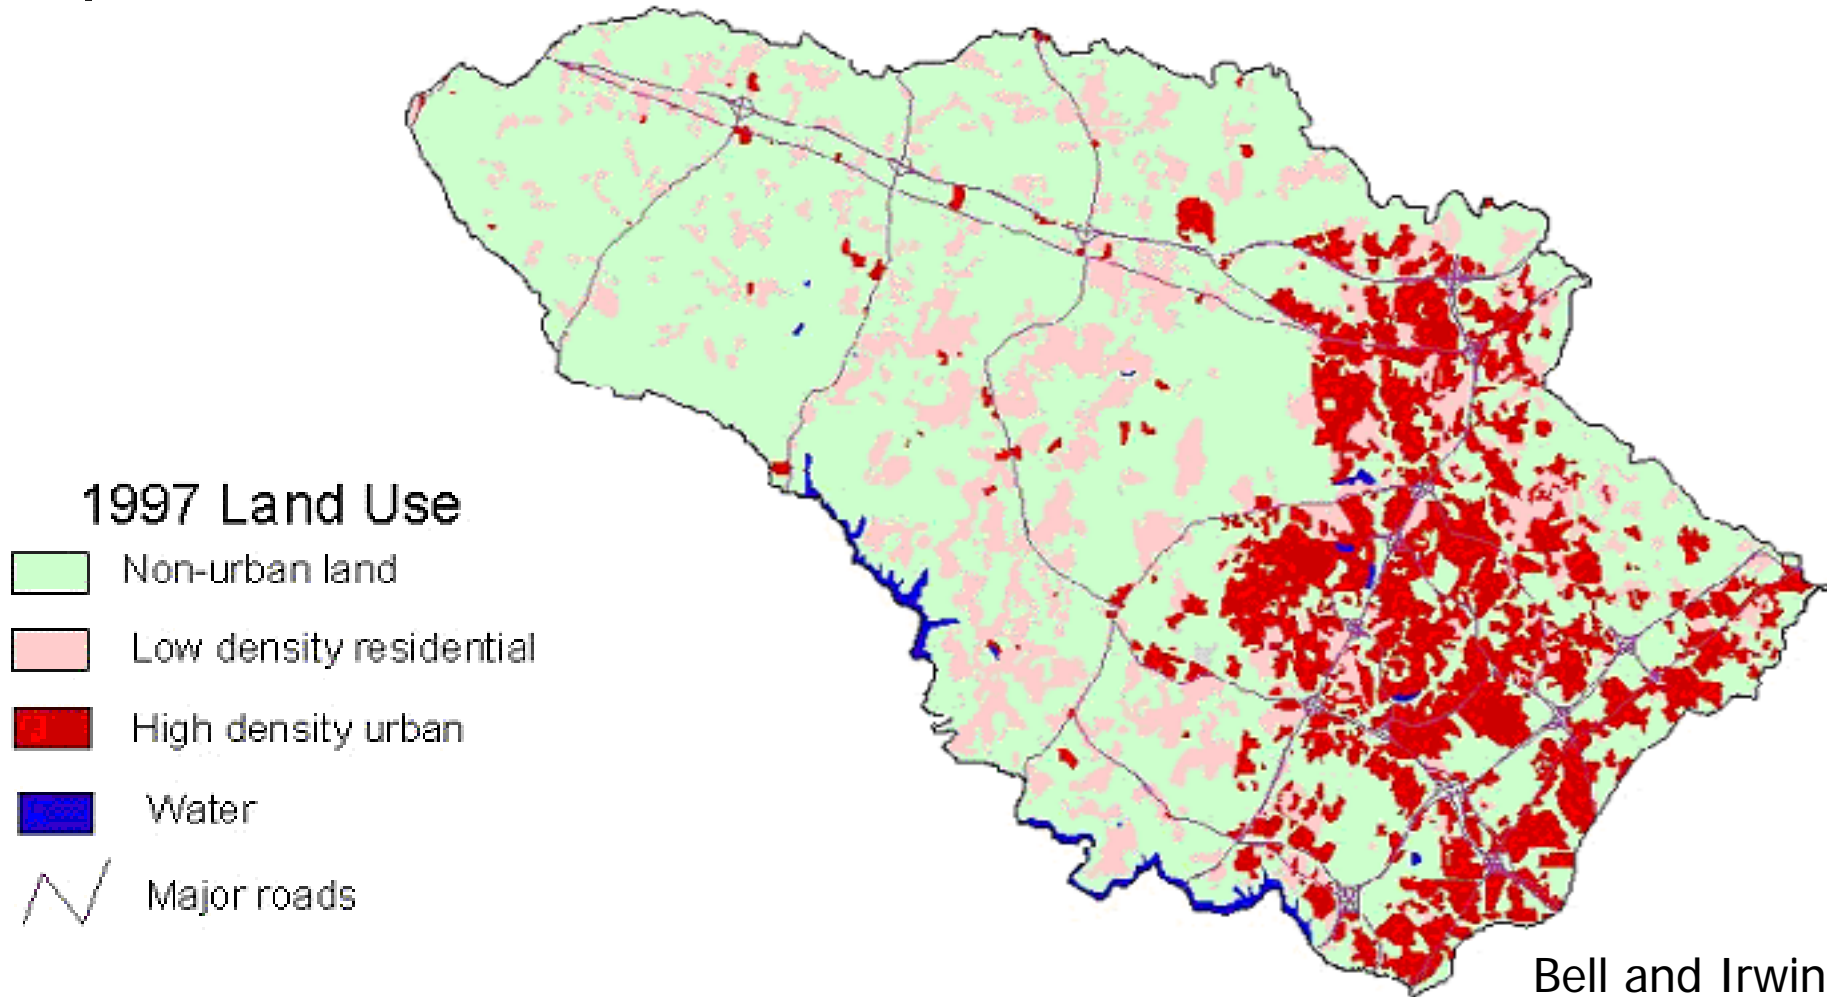 1997 Land Use
Non-urban land
Low density residential
High density urban
Water
Major roads
Bell and Irwin